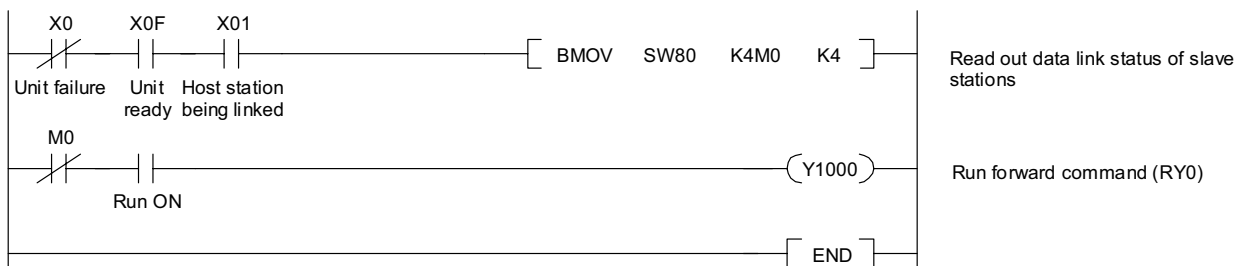 X0 X0F X01
BMOV SW80 K4M0 K4
Read out data link status of slave
stations
Unit failure Unit Host station
ready being linked
M0
Y1000
Run forward command (RY0)
Run ON
END